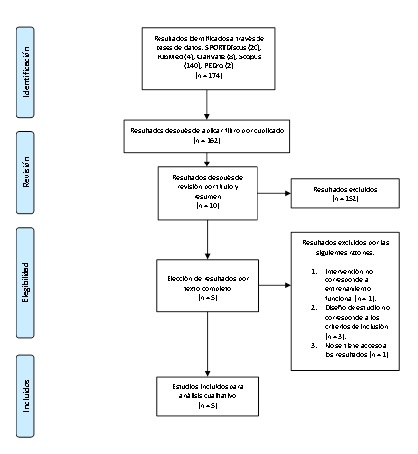 Identificación
Resultados identificados a través de
bases de datos. SPORTDiscus (20),
PubMed (4), Clarivate (8), Scopus
(140), PEDro (2)
(n = 174)
Resultados después de aplicar filtro por duplicado
(n = 162)
Revisión
Resultados después de
revisión por título y
resumen
(n = 10)
Resultados excluidos
(n = 152)
Elegibilidad
Elección de resultados por
texto completo
(n = 5)
Resultados excluidos por las
siguientes razones.
1. Intervención no
corresponde a
entrenamiento
funcional (n = 1).
2. Diseño de estudio no
corresponde a los
criterios de inclusión
(n = 3).
3. No se tiene acceso a
los resultados (n = 1)
Incluidos
Estudios incluidos para
análisis cualitativo
(n = 5)